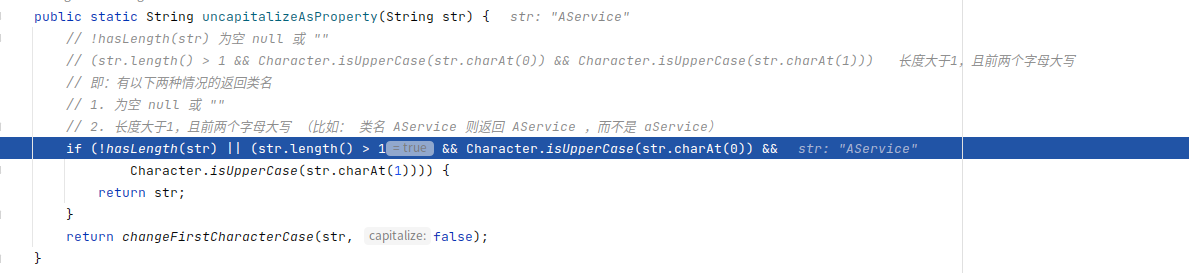 public static String uncapitalizeAsProperty(String str) {   str: "AService"
    // !hasLength(str) 为空 null 或 ""
    // (str.length() > 1 && Character.isUpperCase(str.charAt(0)) && Character.isUpperCase(str.charAt(1)))   长度大于1，且前两个字母大写
    // 即：有以下两种情况的返回类名
    // 1. 为空 null 或 ""
    // 2. 长度大于1，且前两个字母大写 （比如： 类名 AService 则返回 AService ，而不是 aService）
    if (!hasLength(str) || (str.length() > 1 = true && Character.isUpperCase(str.charAt(0)) &&   str: "AService"
            Character.isUpperCase(str.charAt(1)))) {
        return str;
    }
    return changeFirstCharacterCase(str, capitalize: false);
}